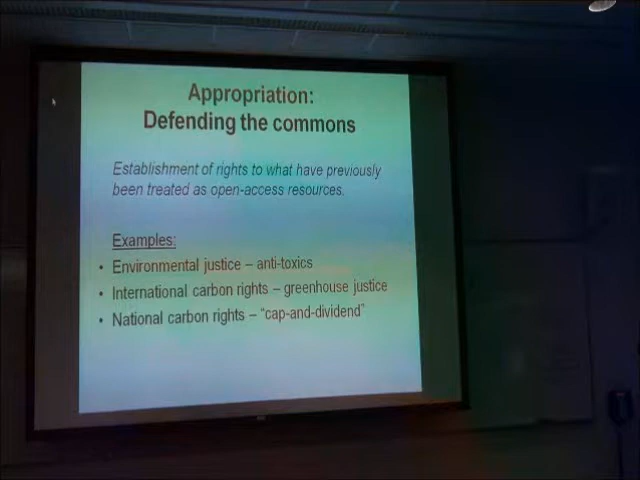 Appropriation:
Defending the commons
Establishment of rights to what have previously
been treated as open-access resources.
Examples:
• Environmental justice – anti-toxics
• International carbon rights – greenhouse justice
• National carbon rights – “cap-and-dividend”